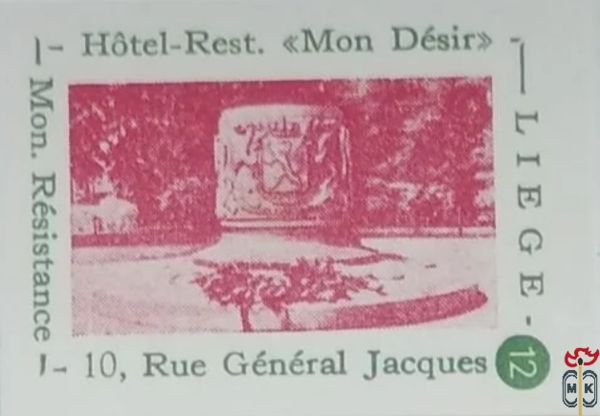 - Hôtel-Rest. «Mon Désir» -
LIEGE -
Mon. Résistance
- 10, Rue Général Jacques
12
MK